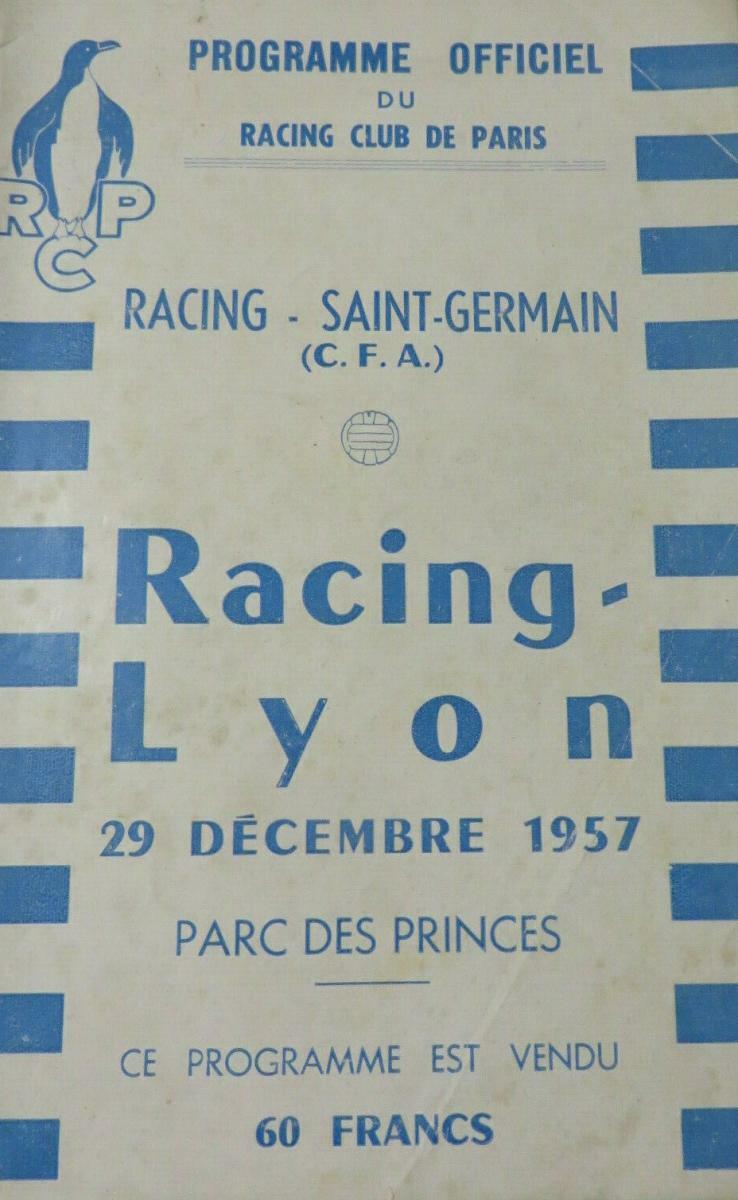 PROGRAMME OFFICIEL
DU
RACING CLUB DE PARIS
R P
C
RACING - SAINT-GERMAIN
(C. F. A.)
Racing-
Lyon
29 DÉCEMBRE 1957
PARC DES PRINCES
CE PROGRAMME EST VENDU
60 FRANCS